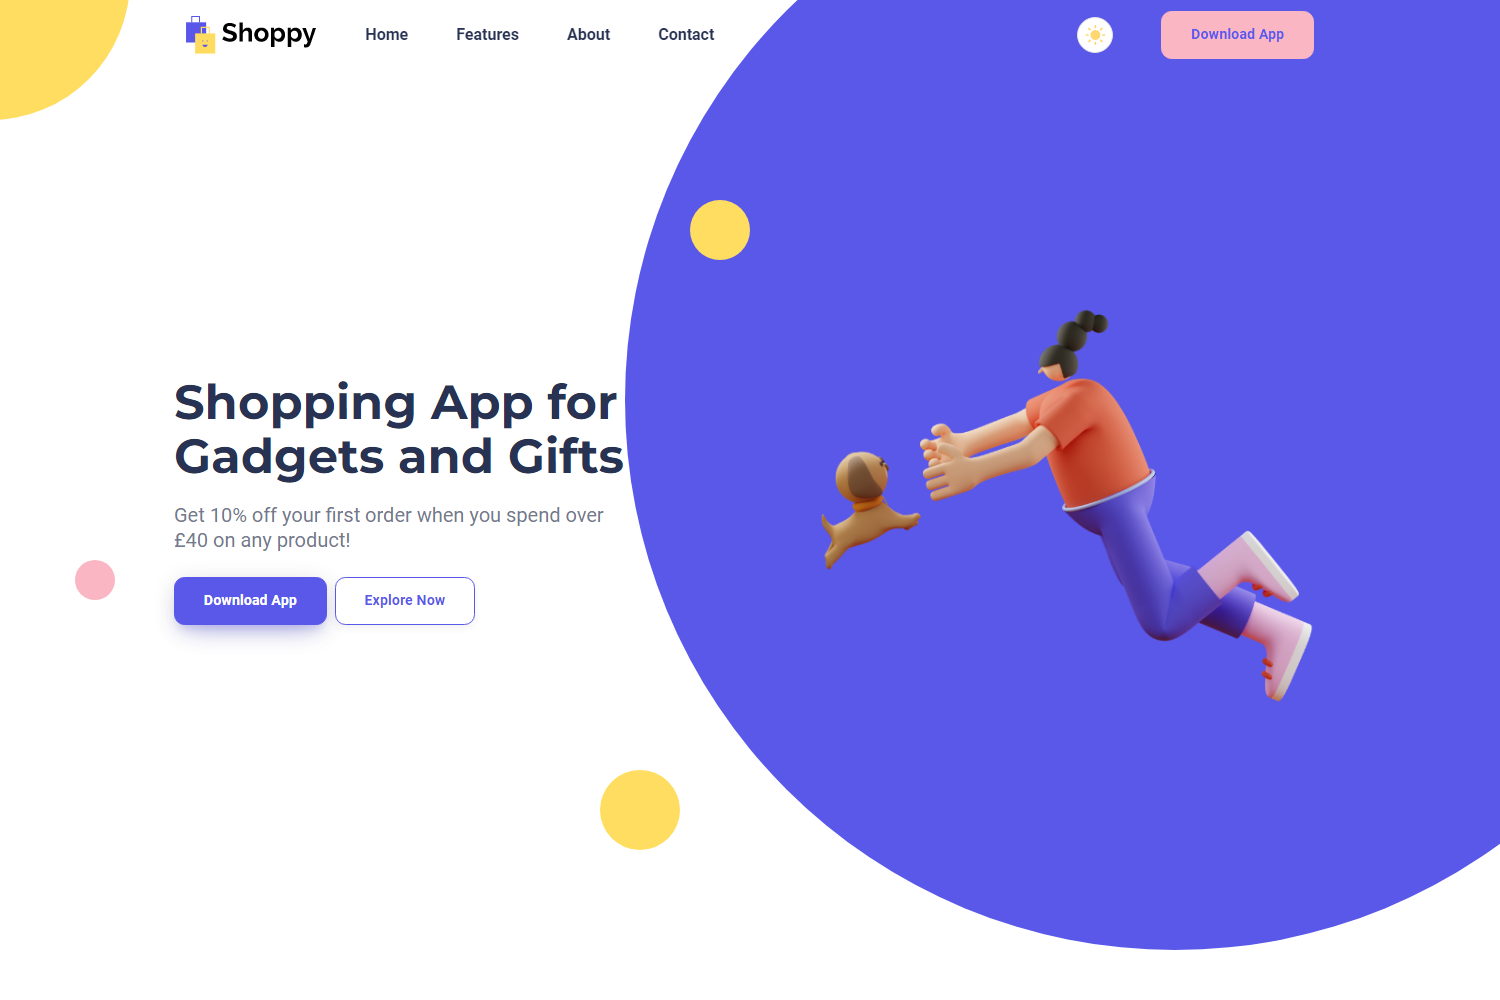 Shoppy
Home
Features
About
Contact
Download App
Shopping App for
Gadgets and Gifts
Get 10% off your first order when you spend over
£40 on any product!
Download App
Explore Now